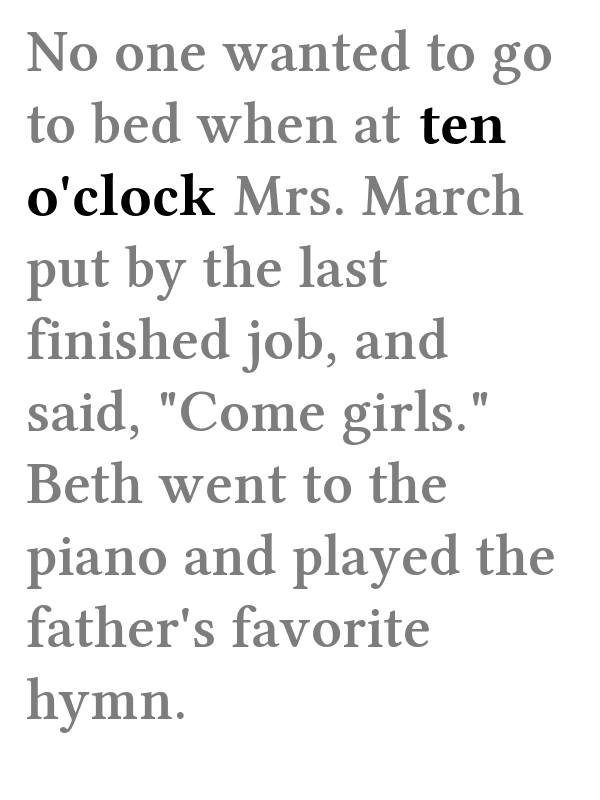 No one wanted to go
to bed when at ten
o'clock Mrs. March
put by the last
finished job, and
said, "Come girls."
Beth went to the
piano and played the
father's favorite
hymn.